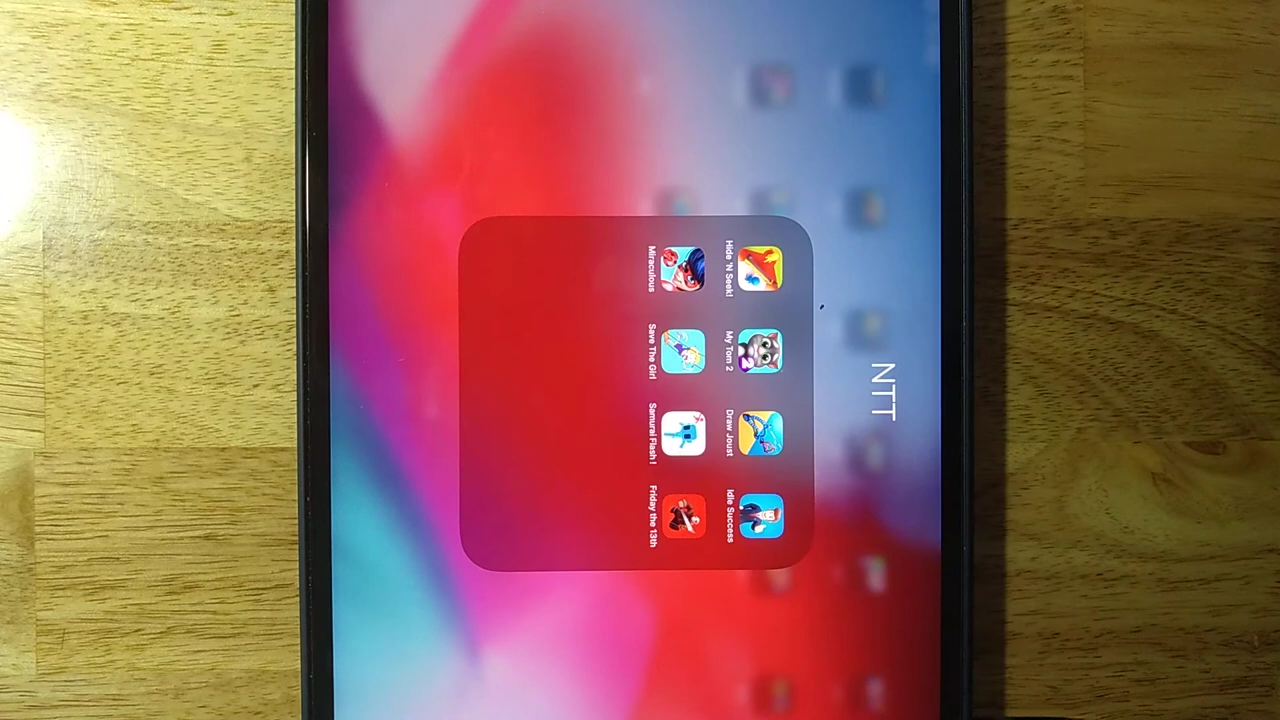 NTT
Hide 'N Seek!
My Tom 2
Draw Joust
Idle Success
Miraculous
Save The Girl
Samurai Flash !
Friday the 13th